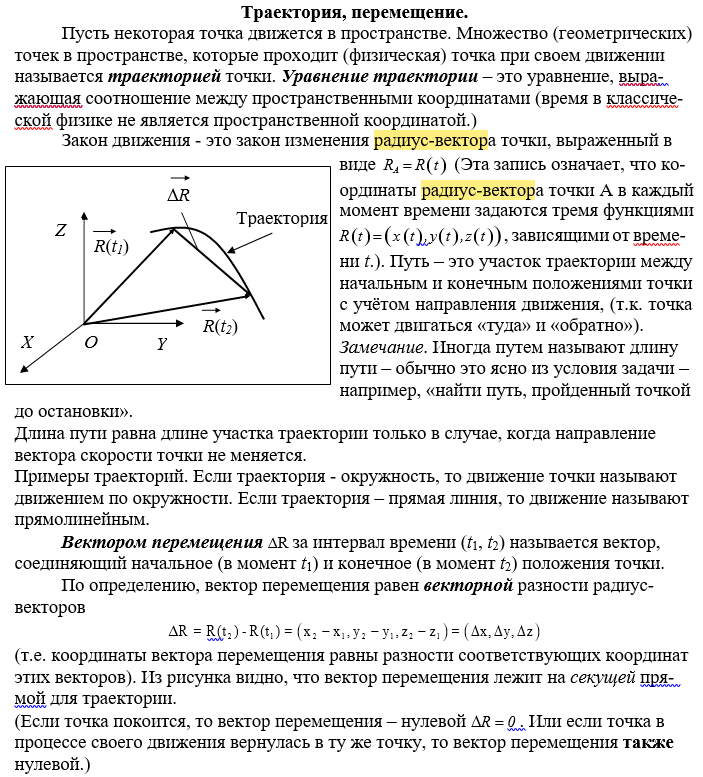 Траектория, перемещение.
Пусть некоторая точка движется в пространстве. Множество (геометрических)
точек в пространстве, которые проходит (физическая) точка при своем движении
называется траекторией точки. Уравнение траектории – это уравнение, выра-
жающая соотношение между пространственными координатами (время в классиче-
ской физике не является пространственной координатой.)
Закон движения - это закон изменения радиус-вектора точки, выраженный в
виде R_A = R(t) (Эта запись означает, что ко-
ординаты радиус-вектора точки А в каждый
момент времени задаются тремя функциями
R(t)=(x(t),y(t),z(t)), зависящими от време-
ни t.). Путь – это участок траектории между
начальным и конечным положениями точки
с учётом направления движения, (т.к. точка
может двигаться «туда» и «обратно»).
Замечание. Иногда путем называют длину
пути – обычно это ясно из условия задачи –
например, «найти путь, пройденный точкой
ΔR
Траектория
Z
R(t1)
R(t2)
X
O
Y
до остановки».
Длина пути равна длине участка траектории только в случае, когда направление
вектора скорости точки не меняется.
Примеры траекторий. Если траектория - окружность, то движение точки называют
движением по окружности. Если траектория – прямая линия, то движение называют
прямолинейным.
Вектором перемещения ΔR за интервал времени (t1, t2) называется вектор,
соединяющий начальное (в момент t1) и конечное (в момент t2) положения точки.
По определению, вектор перемещения равен векторной разности радиус-
векторов
ΔR = R(t2) - R(t1) = (x2 – x1, y2 – y1, z2 – z1) = (Δx, Δy, Δz)
(т.е. координаты вектора перемещения равны разности соответствующих координат
этих векторов). Из рисунка видно, что вектор перемещения лежит на секущей пря-
мой для траектории.
(Если точка покоится, то вектор перемещения – нулевой ΔR = 0 . Или если точка в
процессе своего движения вернулась в ту же точку, то вектор перемещения также
нулевой.)